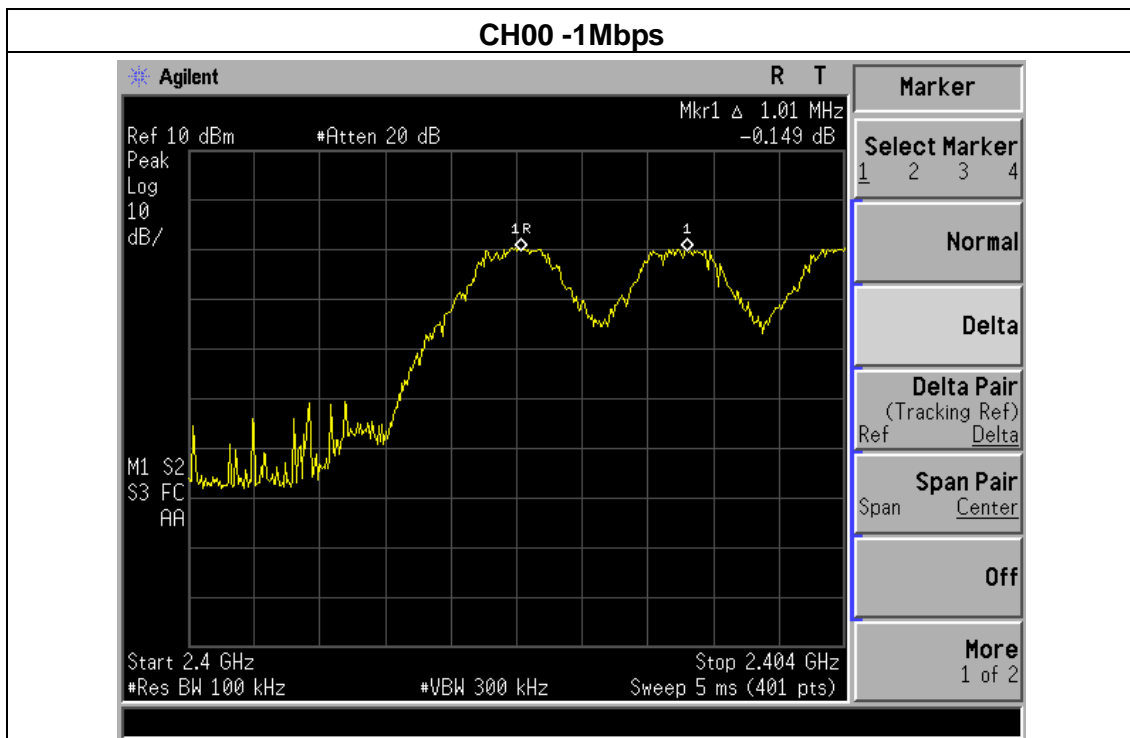 CH00 -1Mbps
Agilent R T
Mkr1 Δ 1.01 MHz
Ref 10 dBm #Atten 20 dB -0.149 dB
Peak
Log
10
dB/
1R
1
M1 S2
S3 FC
AA
Start 2.4 GHz Stop 2.404 GHz
#Res BW 100 kHz #VBW 300 kHz Sweep 5 ms (401 pts)
Marker
Select Marker
1 2 3 4
Normal
Delta
Delta Pair
(Tracking Ref)
Ref Delta
Span Pair
Span Center
Off
More
1 of 2